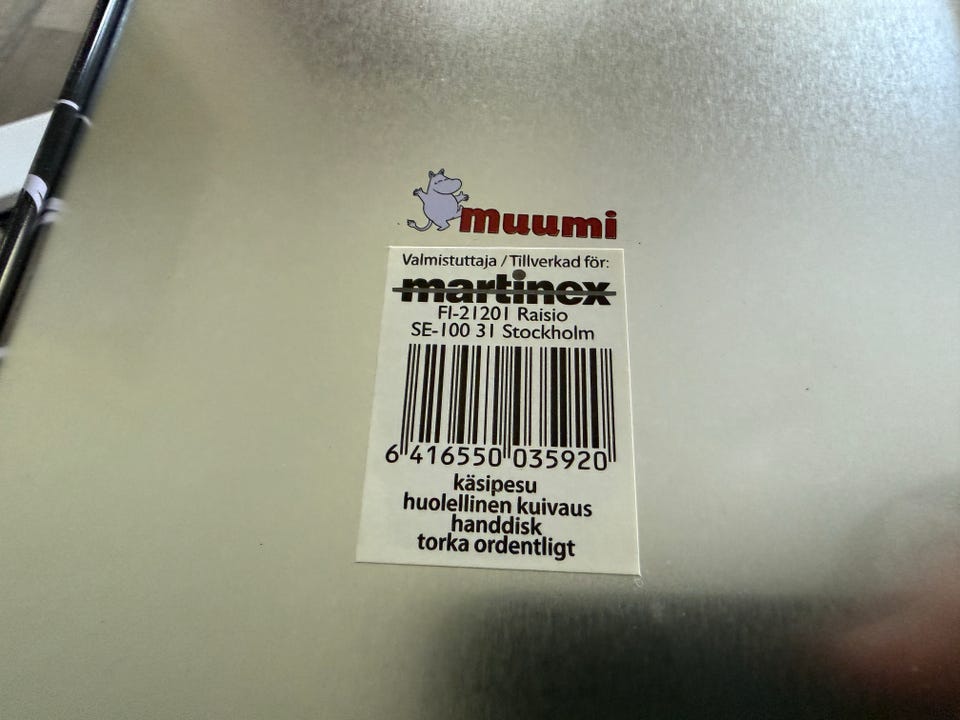 muumi
Valmistuttaja / Tillverkad för:
martinex
FI-21201 Raisio
SE-100 31 Stockholm
6 416550 035920
käsipesu
huolellinen kuivaus
handdisk
torka ordentligt